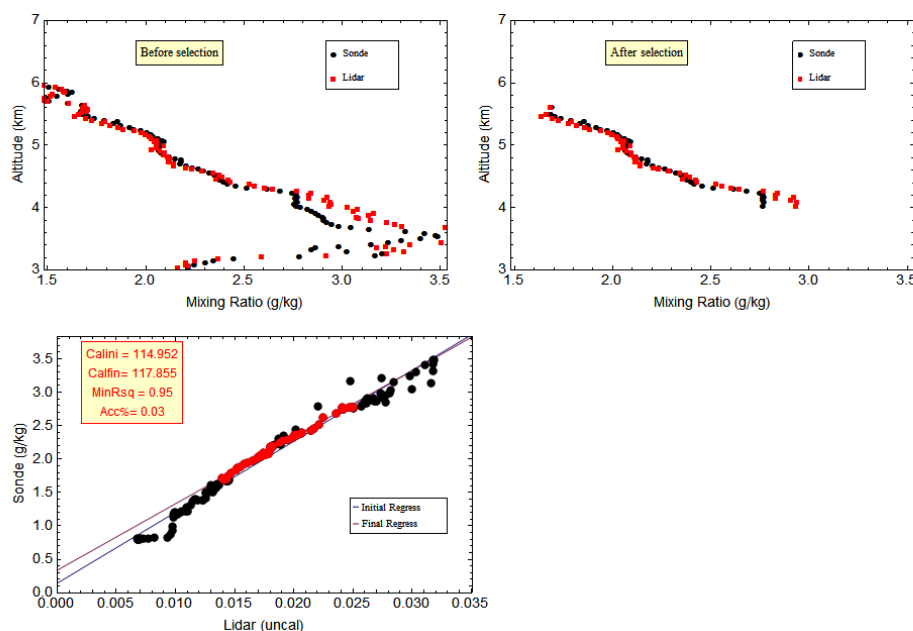 7
6
5
4
3
Altitude (km)
Before selection
Sonde
Lidar
1.5 2.0 2.5 3.0 3.5
Mixing Ratio (g/kg)
7
6
5
4
3
Altitude (km)
After selection
Sonde
Lidar
1.5 2.0 2.5 3.0 3.5
Mixing Ratio (g/kg)
3.5
3.0
2.5
2.0
1.5
1.0
0.5
0.0
Sonde (g/kg)
Calini = 114.952
Calfin = 117.855
MinRsq = 0.95
Acc%= 0.03
Initial Regress
Final Regress
0.000 0.005 0.010 0.015 0.020 0.025 0.030 0.035
Lidar (uncal)